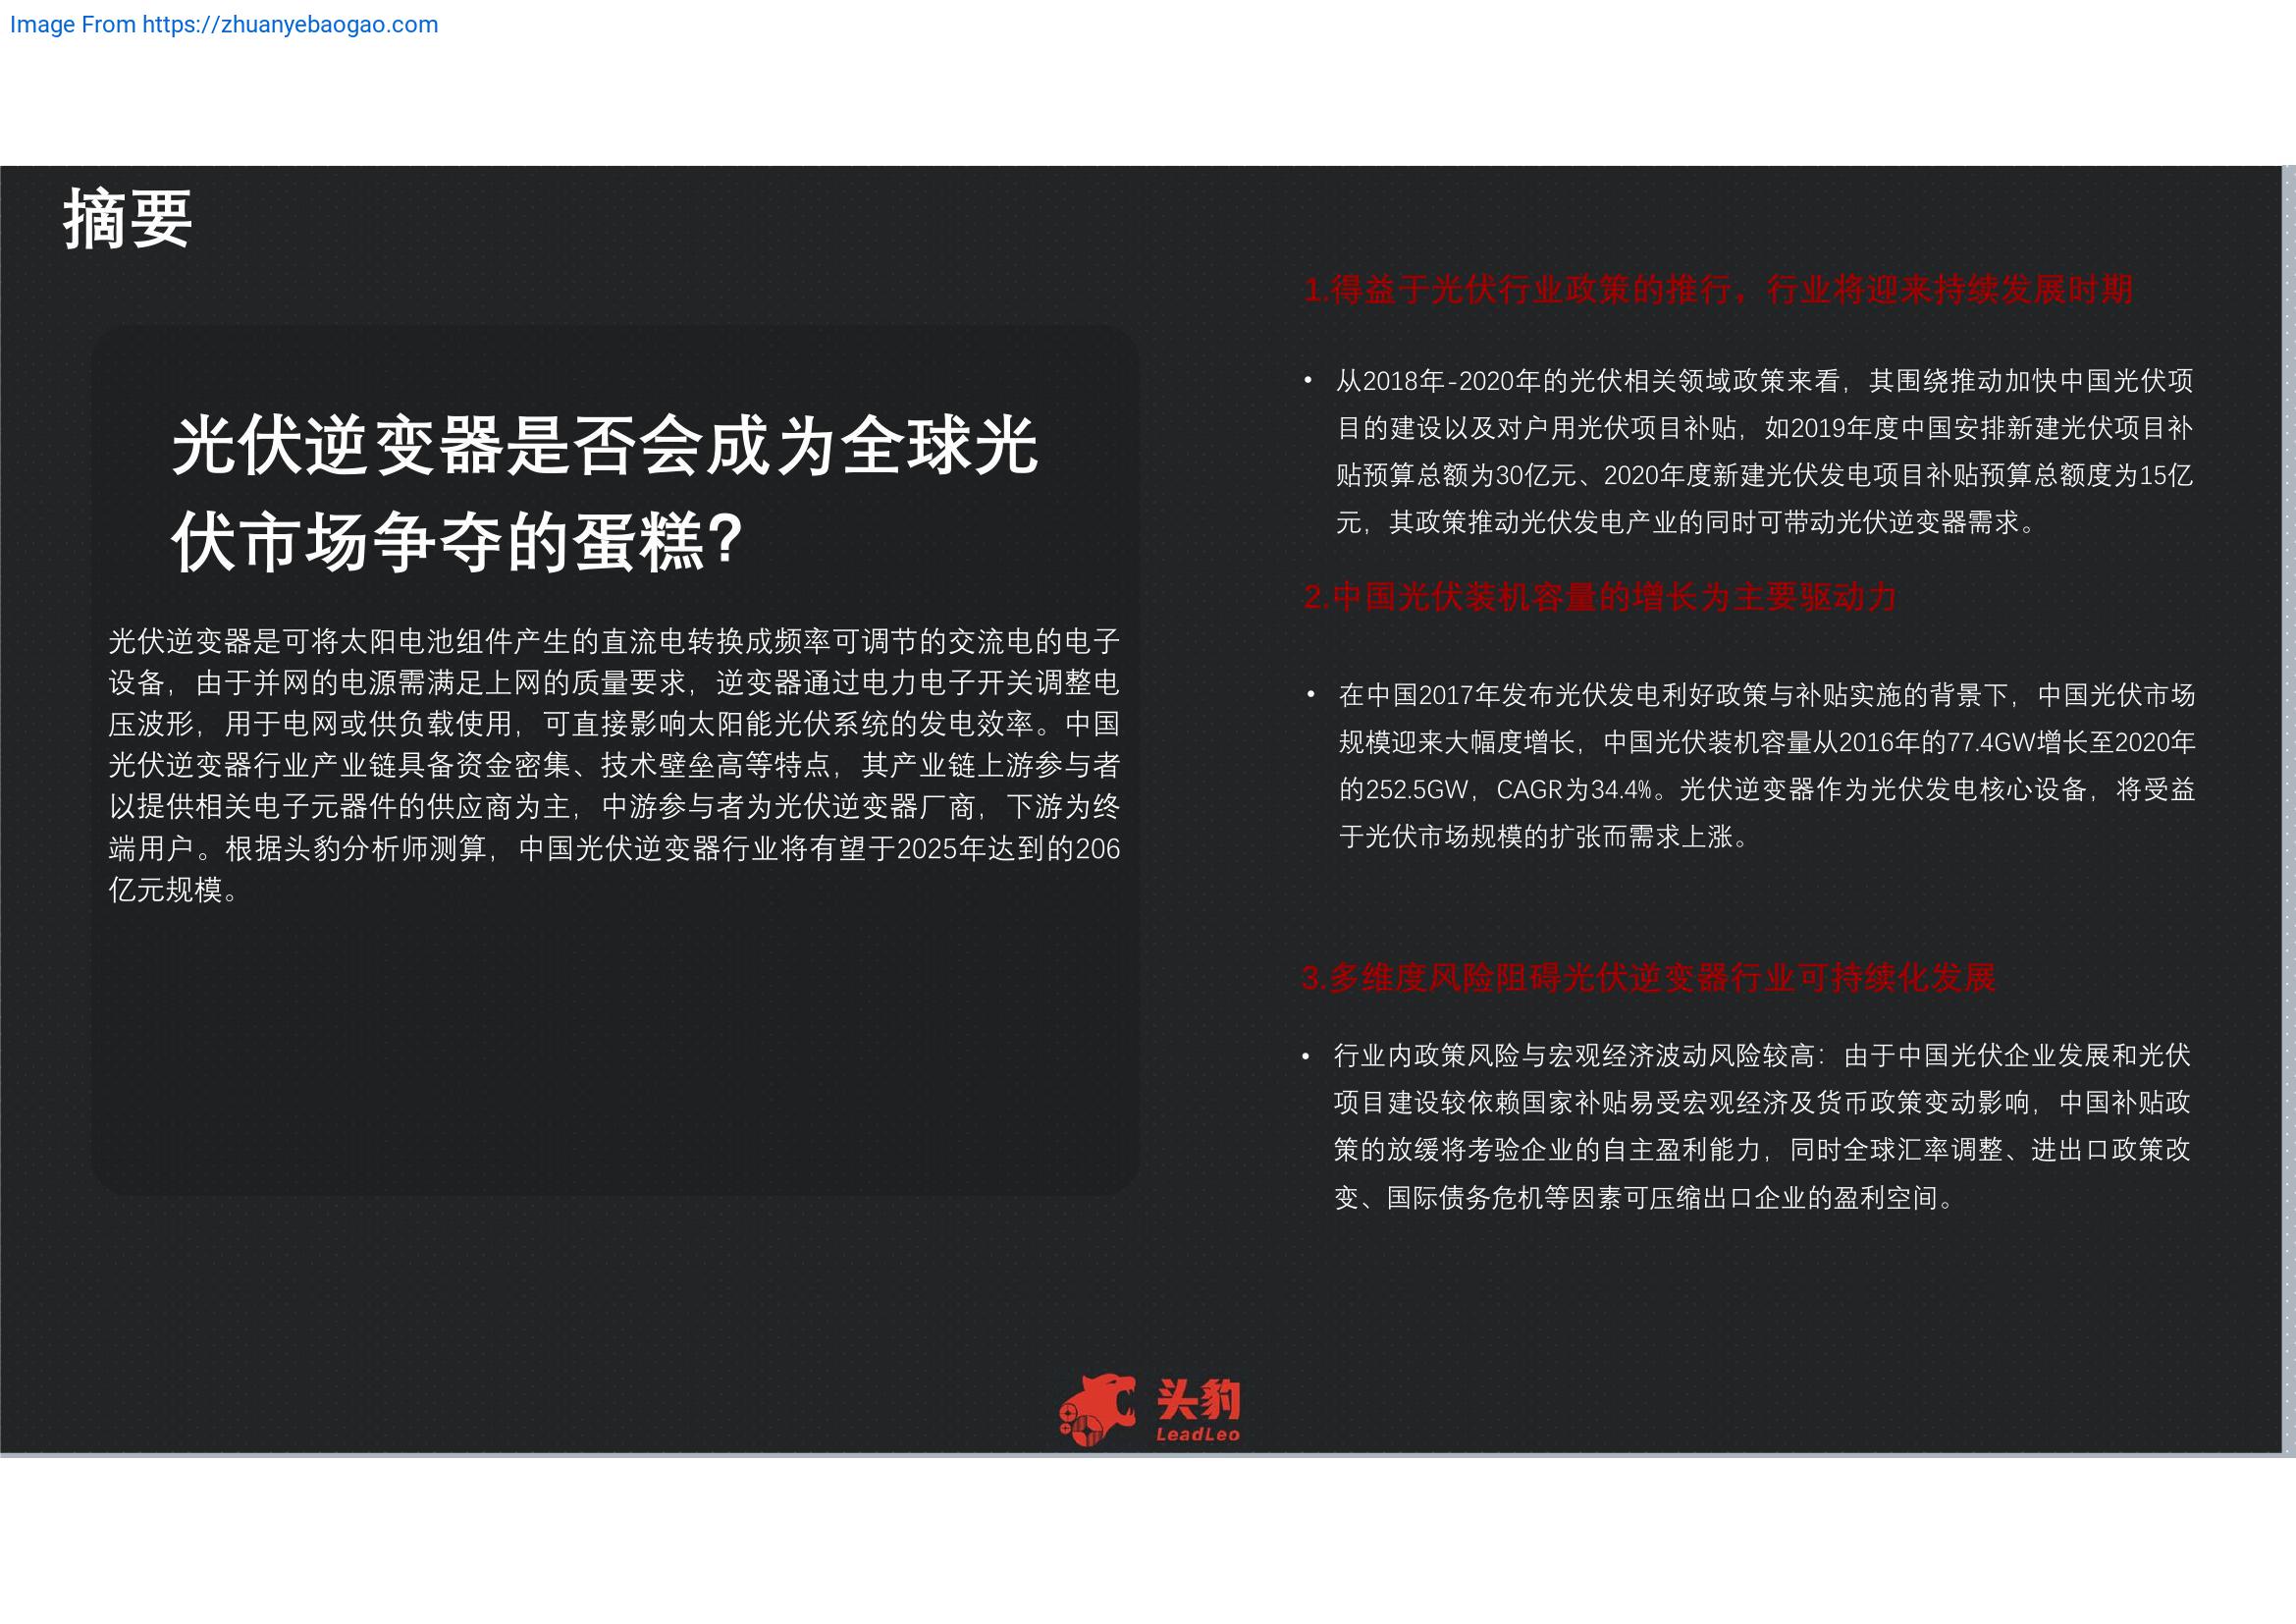 Image From https://zhuanyebaogao.com
摘要
光伏逆变器是否会成为全球光
伏市场争夺的蛋糕？
光伏逆变器是可将太阳电池组件产生的直流电转换成频率可调节的交流电的电子
设备，由于并网的电源需满足上网的质量要求，逆变器通过电力电子开关调整电
压波形，用于电网或供负载使用，可直接影响太阳能光伏系统的发电效率。中国
光伏逆变器行业产业链具备资金密集、技术壁垒高等特点，其产业链上游参与者
以提供相关电子元器件的供应商为主，中游参与者为光伏逆变器厂商，下游为终
端用户。根据头豹分析师测算，中国光伏逆变器行业将有望于2025年达到的206
亿元规模。
1.得益于光伏行业政策的推行，行业将迎来持续发展时期
• 从2018年-2020年的光伏相关领域政策来看，其围绕推动加快中国光伏项
目的建设以及对户用光伏项目补贴，如2019年度中国安排新建光伏项目补
贴预算总额为30亿元、2020年度新建光伏发电项目补贴预算总额度为15亿
元，其政策推动光伏发电产业的同时可带动光伏逆变器需求。
2.中国光伏装机容量的增长为主要驱动力
• 在中国2017年发布光伏发电利好政策与补贴实施的背景下，中国光伏市场
规模迎来大幅度增长，中国光伏装机容量从2016年的77.4GW增长至2020年
的252.5GW，CAGR为34.4%。光伏逆变器作为光伏发电核心设备，将受益
于光伏市场规模的扩张而需求上涨。
3.多维度风险阻碍光伏逆变器行业可持续化发展
• 行业内政策风险与宏观经济波动风险较高：由于中国光伏企业发展和光伏
项目建设较依赖国家补贴易受宏观经济及货币政策变动影响，中国补贴政
策的放缓将考验企业的自主盈利能力，同时全球汇率调整、进出口政策改
变、国际债务危机等因素可压缩出口企业的盈利空间。
头豹
LeadLeo